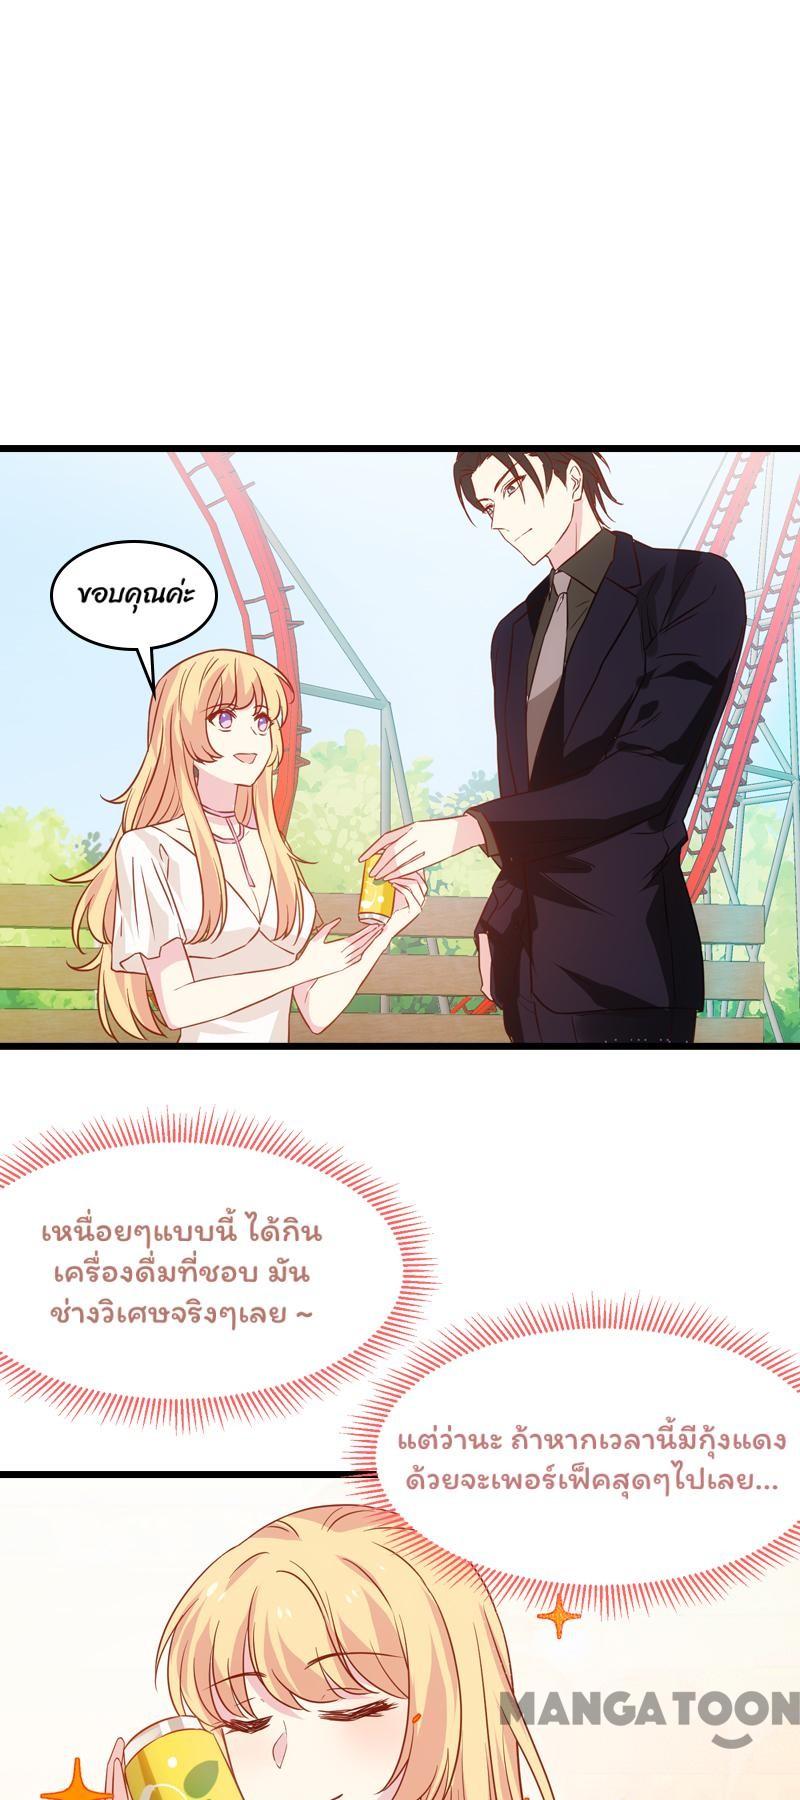 ขอบคุณค่ะ
เหนื่อยๆแบบนี้ ได้กิน
เครื่องดื่มที่ชอบ มัน
ช่างวิเศษจริงๆเลย ~
แต่ว่านะ ถ้าหากเวลานี้มีกุ้งแดง
ด้วยจะเพอร์เฟ็คสุดๆไปเลย...
MANGATOON